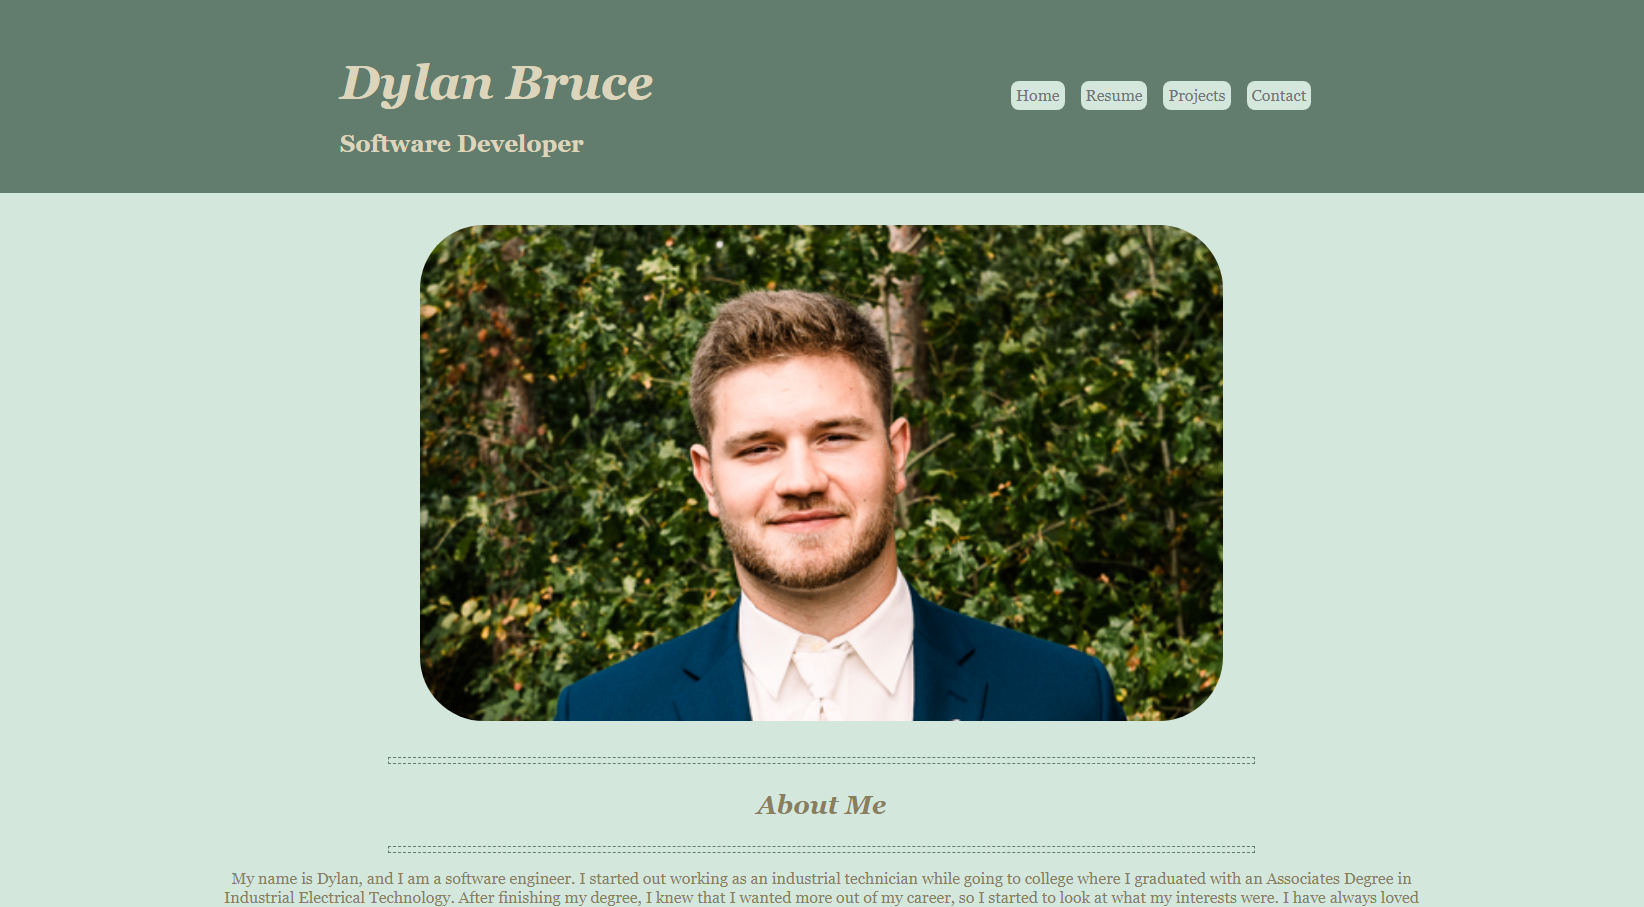 Dylan Bruce
Home Resume Projects Contact
Software Developer
About Me
My name is Dylan, and I am a software engineer. I started out working as an industrial technician while going to college where I graduated with an Associates Degree in
Industrial Electrical Technology. After finishing my degree, I knew that I wanted more out of my career, so I started to look at what my interests were. I have always loved